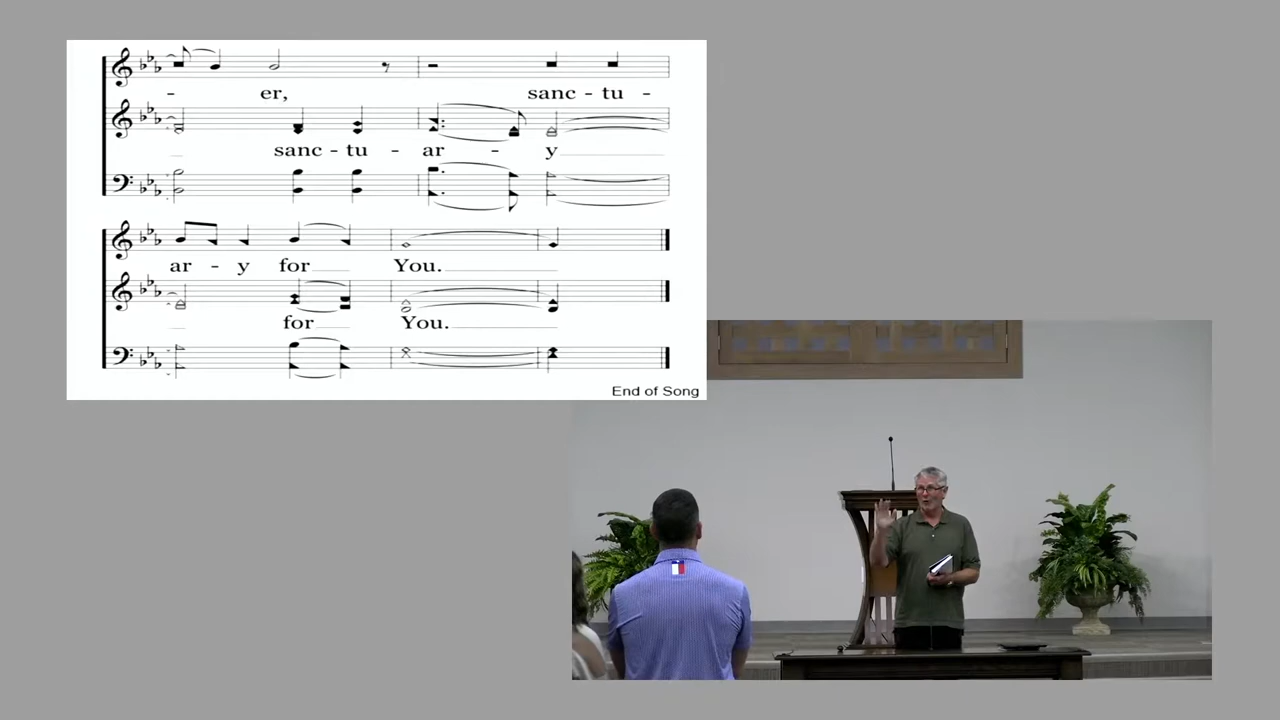 - er, sanc - tu -
sanc - tu - ar - y
ar - y for You.
for You.
End of Song